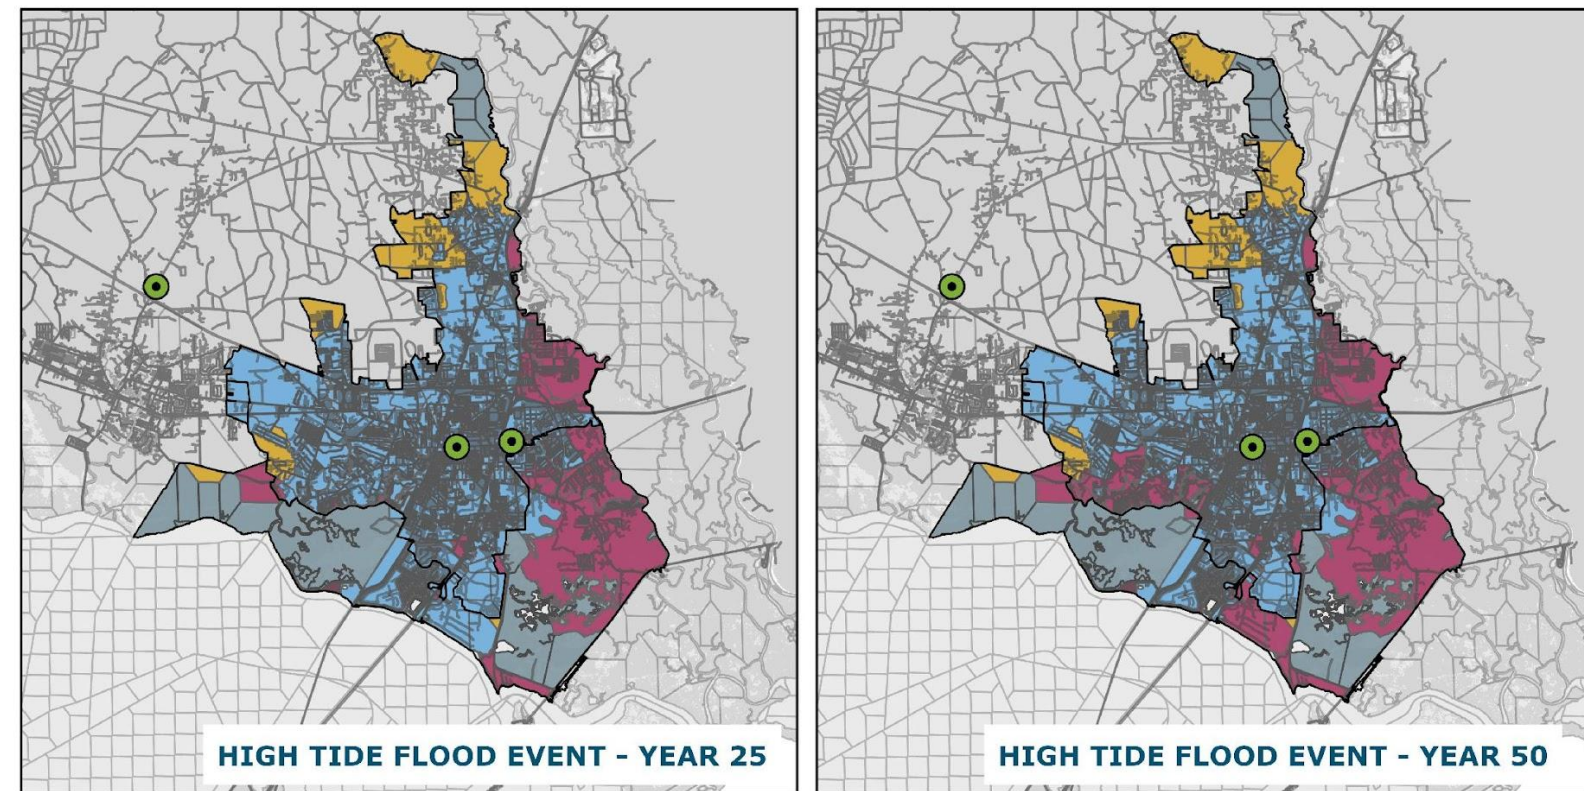 HIGH TIDE FLOOD EVENT - YEAR 25
HIGH TIDE FLOOD EVENT - YEAR 50